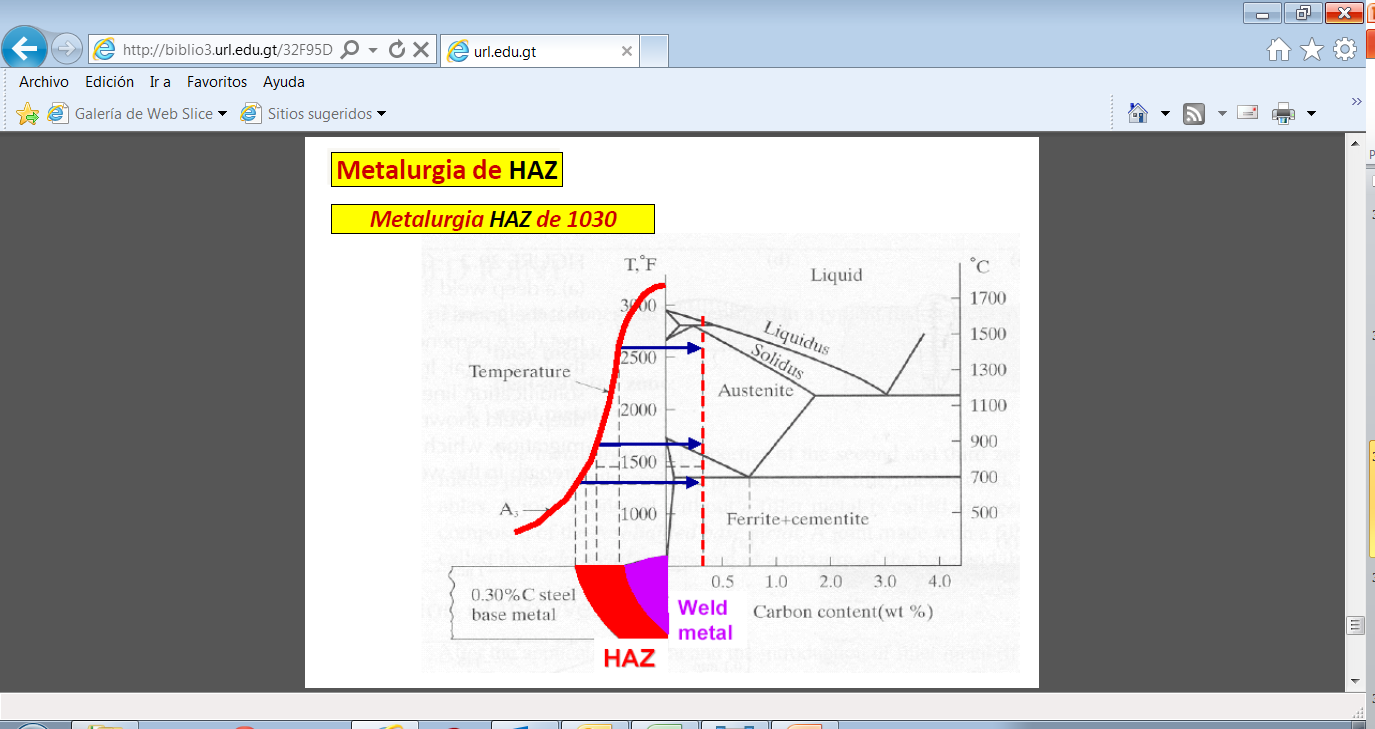 http://biblio3.url.edu.gt/32F95D
url.edu.gt
Archivo Edición Ir a Favoritos Ayuda
Galería de Web Slice Sitios sugeridos
Metalurgia de HAZ
Metalurgia HAZ de 1030
T,°F
°C
Liquid
3000
1700
Liquidus
1500
Solidus
2500
Temperature
1300
Austenite
2000
1100
900
1500
700
A3
1000
Ferrite+cementite
500
0.5 1.0 2.0 3.0 4.0
0.30%C steel
base metal
Weld
metal
Carbon content(wt %)
HAZ